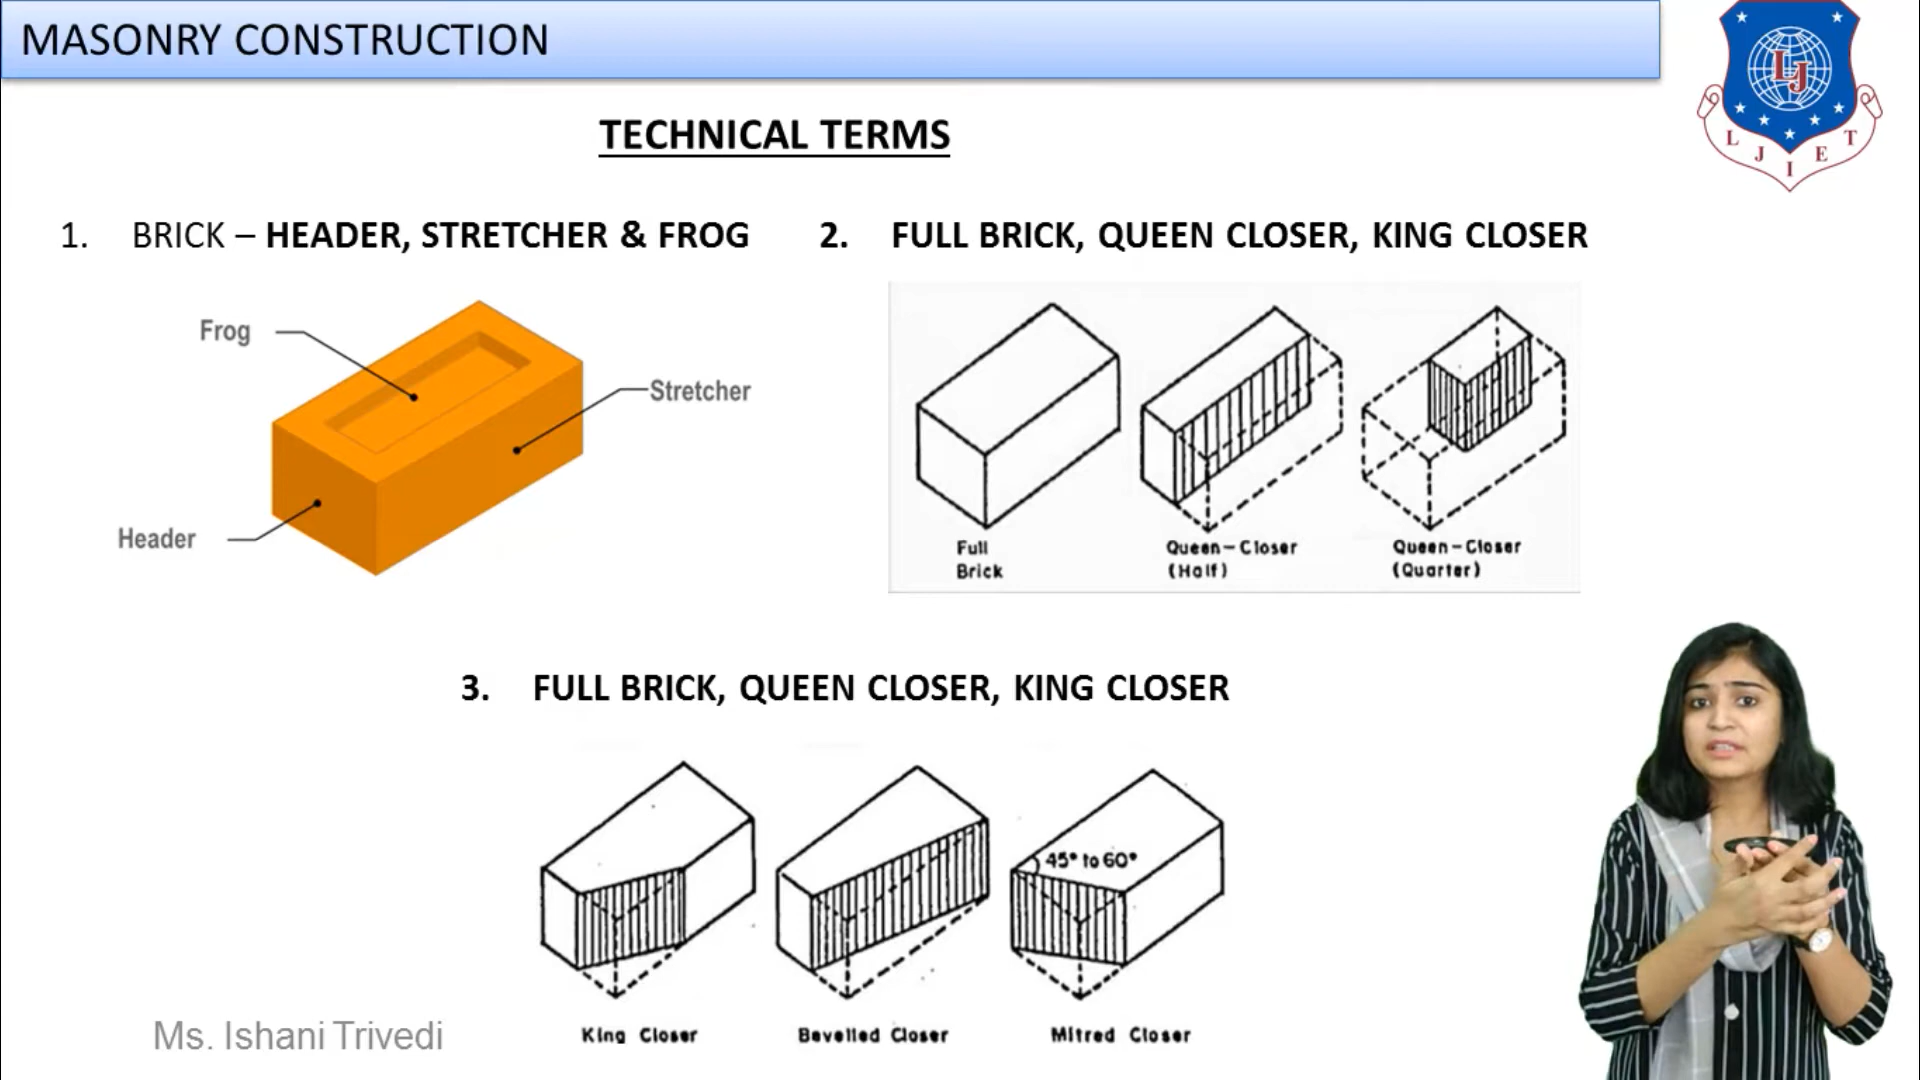 MASONRY CONSTRUCTION
LJ
L J I E T
TECHNICAL TERMS
1. BRICK – HEADER, STRETCHER & FROG
2. FULL BRICK, QUEEN CLOSER, KING CLOSER
Frog
Stretcher
Header
Full
Brick
Queen-Closer
(Half)
Queen-Closer
(Quarter)
3. FULL BRICK, QUEEN CLOSER, KING CLOSER
45° to 60°
King Closer
Bevelled Closer
Mitred Closer
Ms. Ishani Trivedi